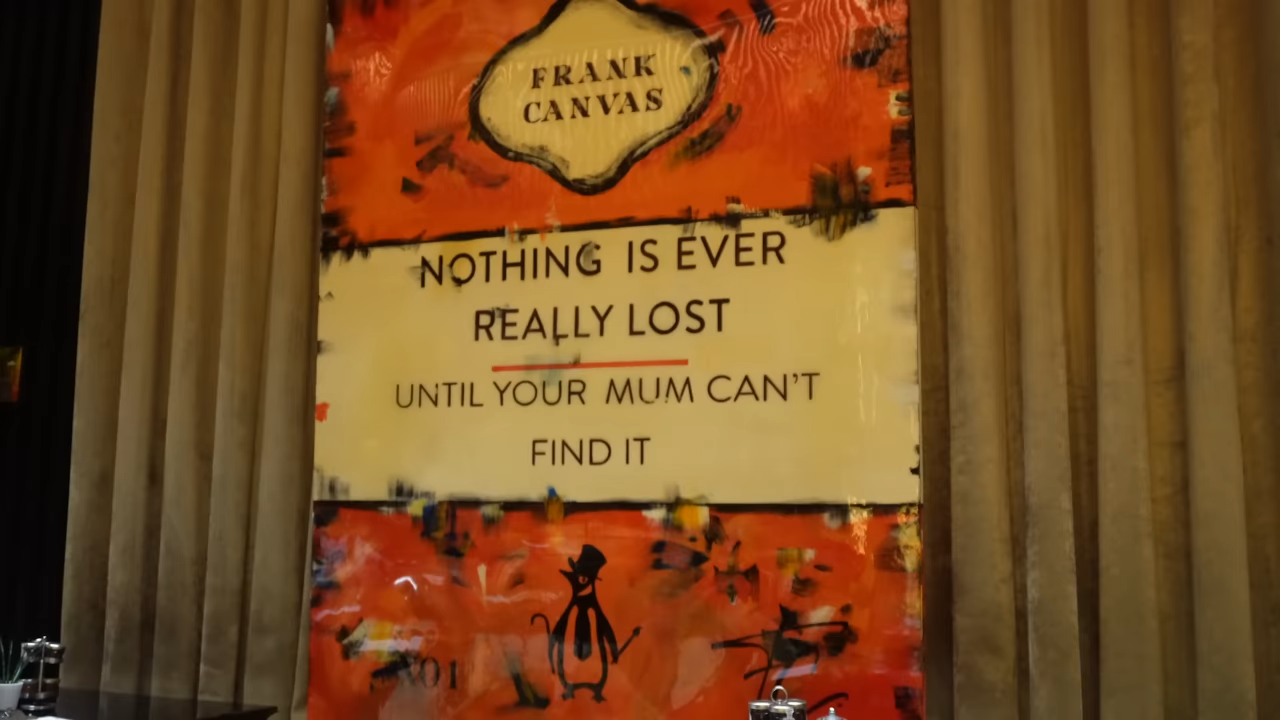 FRANK
CANVAS
NOTHING IS EVER
REALLY LOST
UNTIL YOUR MUM CAN'T
FIND IT